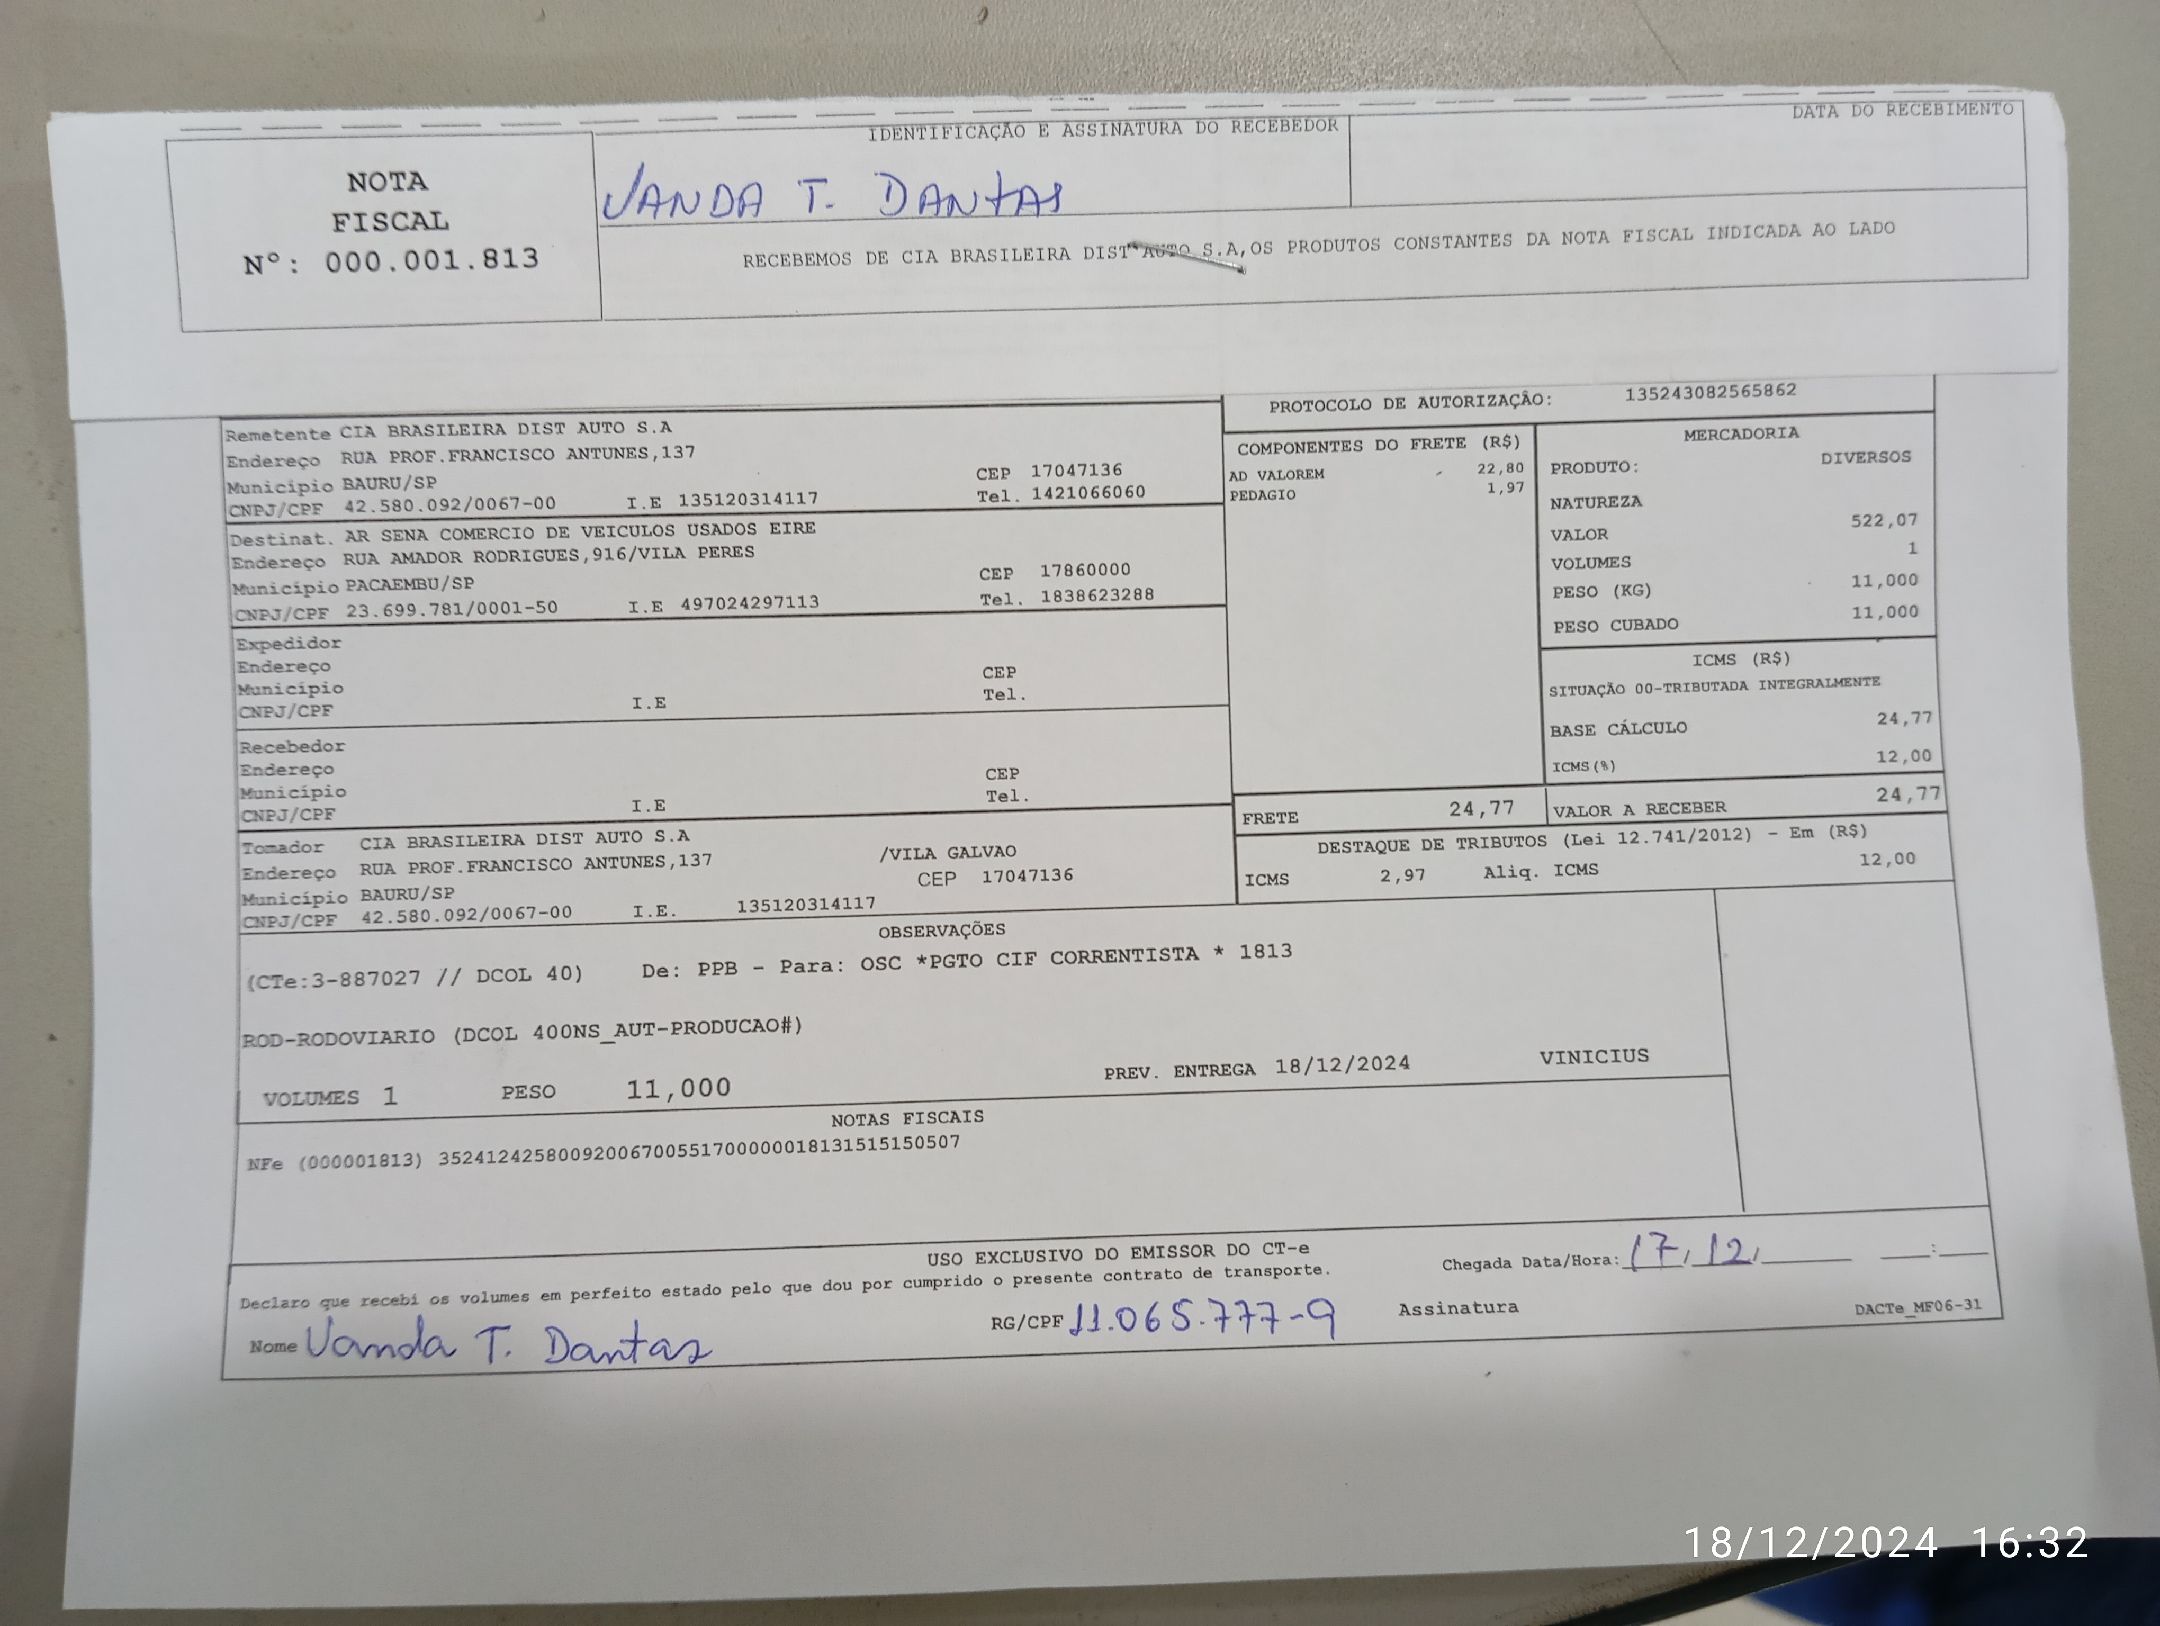 DATA DO RECEBIMENTO
IDENTIFICAÇÃO E ASSINATURA DO RECEBEDOR
NOTA
FISCAL
Nº: 000.001.813
VANDA T. DANTAS
RECEBEMOS DE CIA BRASILEIRA DIST AUTO S.A,OS PRODUTOS CONSTANTES DA NOTA FISCAL INDICADA AO LADO
PROTOCOLO DE AUTORIZAÇÃO: 135243082565862
Remetente CIA BRASILEIRA DIST AUTO S.A
Endereço RUA PROF.FRANCISCO ANTUNES,137
Município BAURU/SP CEP 17047136
CNPJ/CPF 42.580.092/0067-00 I.E 135120314117 Tel. 1421066060
Destinat. AR SENA COMERCIO DE VEICULOS USADOS EIRE
Endereço RUA AMADOR RODRIGUES,916/VILA PERES
Município PACAEMBU/SP CEP 17860000
CNPJ/CPF 23.699.781/0001-50 I.E 497024297113 Tel. 1838623288
Expedidor
Endereço
Município CEP
CNPJ/CPF I.E Tel.
Recebedor
Endereço
Município CEP
CNPJ/CPF I.E Tel.
Tomador CIA BRASILEIRA DIST AUTO S.A
Endereço RUA PROF.FRANCISCO ANTUNES,137 /VILA GALVAO
Município BAURU/SP CEP 17047136
CNPJ/CPF 42.580.092/0067-00 I.E. 135120314117
COMPONENTES DO FRETE (R$)
AD VALOREM 22,80
PEDAGIO 1,97
MERCADORIA
PRODUTO: DIVERSOS
NATUREZA
VALOR 522,07
VOLUMES 1
PESO (KG) 11,000
PESO CUBADO 11,000
ICMS (R$)
SITUAÇÃO 00-TRIBUTADA INTEGRALMENTE
BASE CÁLCULO 24,77
ICMS(%) 12,00
FRETE 24,77 VALOR A RECEBER 24,77
DESTAQUE DE TRIBUTOS (Lei 12.741/2012) - Em (R$)
ICMS 2,97 Aliq. ICMS 12,00
OBSERVAÇÕES
(CTe:3-887027 // DCOL 40) De: PPB - Para: OSC *PGTO CIF CORRENTISTA * 1813
ROD-RODOVIARIO (DCOL 400NS_AUT-PRODUCAO#)
VOLUMES 1 PESO 11,000 PREV. ENTREGA 18/12/2024 VINICIUS
NOTAS FISCAIS
NFe (000001813) 35241242580092006700551700000018131515150507
USO EXCLUSIVO DO EMISSOR DO CT-e
Declaro que recebi os volumes em perfeito estado pelo que dou por cumprido o presente contrato de transporte.
Chegada Data/Hora: 17/12/ :
Nome Vanda T. Dantas RG/CPF 11.065.777-9 Assinatura DACTe_MF06-31
18/12/2024 16:32